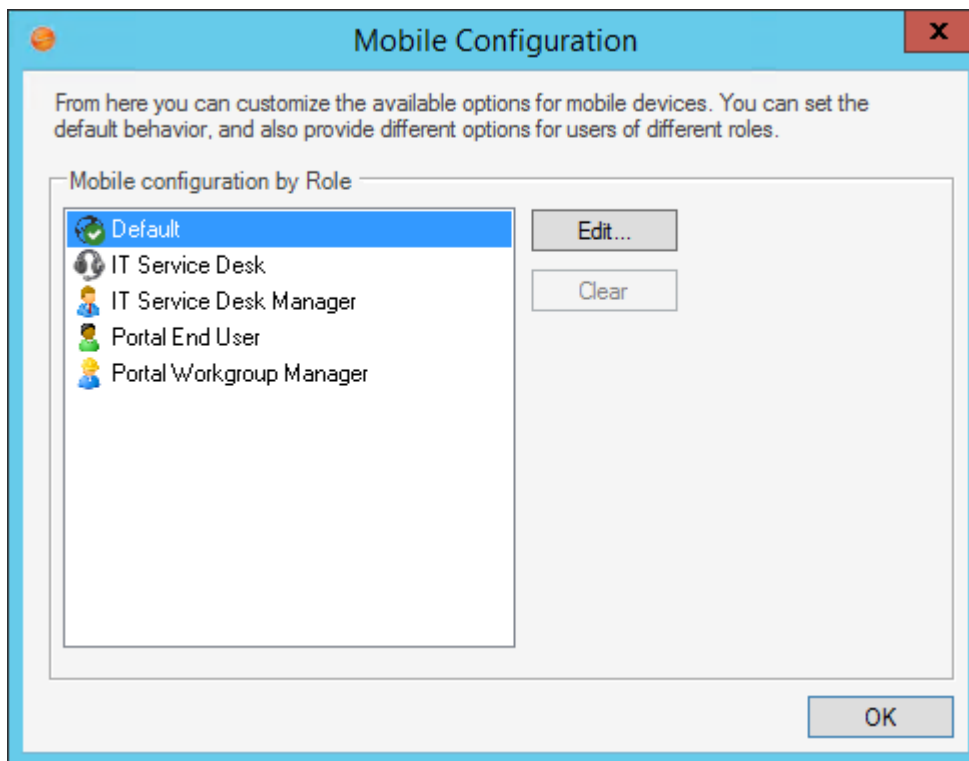 Mobile Configuration
x
From here you can customize the available options for mobile devices. You can set the
default behavior, and also provide different options for users of different roles.
Mobile configuration by Role
Default
Edit...
IT Service Desk
Clear
IT Service Desk Manager
Portal End User
Portal Workgroup Manager
OK